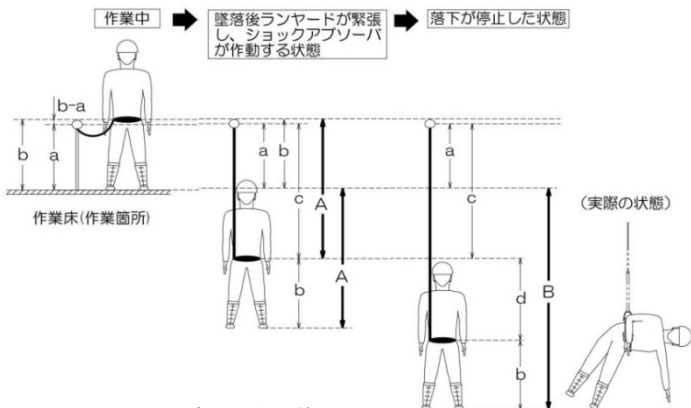 作業中
墜落後ランヤードが緊張
し、ショックアブソーバ
が作動する状態
落下が停止した状態
b-a
b
a
作業床(作業箇所)
a
b
c
A
b
A
a
c
d
b
B
(実際の状態)